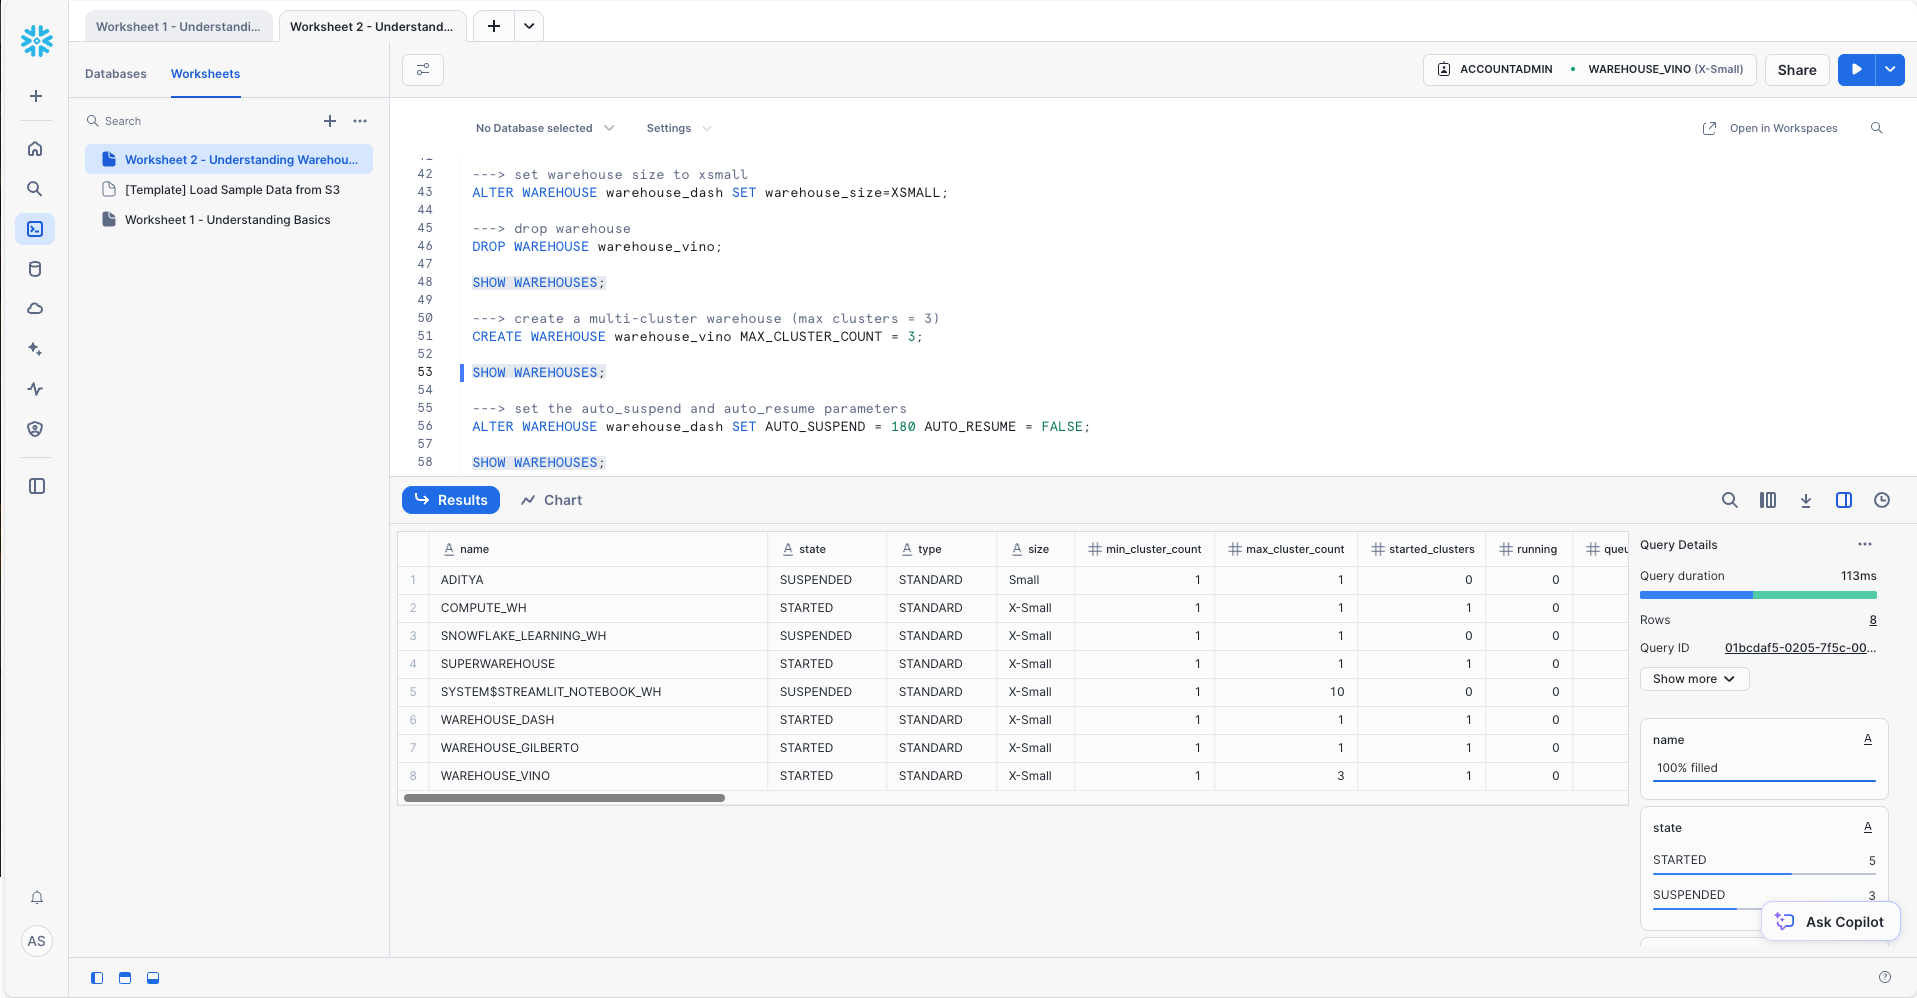 Worksheet 1 - Understandi...
Worksheet 2 - Understand...
Databases
Worksheets
Search
Worksheet 2 - Understanding Warehou...
[Template] Load Sample Data from S3
Worksheet 1 - Understanding Basics
ACCOUNTADMIN
WAREHOUSE_VINO (X-Small)
Share
No Database selected
Settings
Open in Workspaces
42 ---> set warehouse size to xsmall
43 ALTER WAREHOUSE warehouse_dash SET warehouse_size=XSMALL;
44
45 ---> drop warehouse
46 DROP WAREHOUSE warehouse_vino;
47
48 SHOW WAREHOUSES;
49
50 ---> create a multi-cluster warehouse (max clusters = 3)
51 CREATE WAREHOUSE warehouse_vino MAX_CLUSTER_COUNT = 3;
52
53 SHOW WAREHOUSES;
54
55 ---> set the auto_suspend and auto_resume parameters
56 ALTER WAREHOUSE warehouse_dash SET AUTO_SUSPEND = 180 AUTO_RESUME = FALSE;
57
58 SHOW WAREHOUSES;
Results
Chart
A name A state A type A size # min_cluster_count # max_cluster_count # started_clusters # running # queu
1 ADITYA SUSPENDED STANDARD Small 1 1 0 0
2 COMPUTE_WH STARTED STANDARD X-Small 1 1 1 0
3 SNOWFLAKE_LEARNING_WH SUSPENDED STANDARD X-Small 1 1 0 0
4 SUPERWAREHOUSE STARTED STANDARD X-Small 1 1 1 0
5 SYSTEM$STREAMLIT_NOTEBOOK_WH SUSPENDED STANDARD X-Small 1 10 0 0
6 WAREHOUSE_DASH STARTED STANDARD X-Small 1 1 1 0
7 WAREHOUSE_GILBERTO STARTED STANDARD X-Small 1 1 1 0
8 WAREHOUSE_VINO STARTED STANDARD X-Small 1 3 1 0
Query Details
Query duration 113ms
Rows 8
Query ID 01bcdaf5-0205-7f5c-00...
Show more
name A
100% filled
state A
STARTED 5
SUSPENDED 3
Ask Copilot
AS